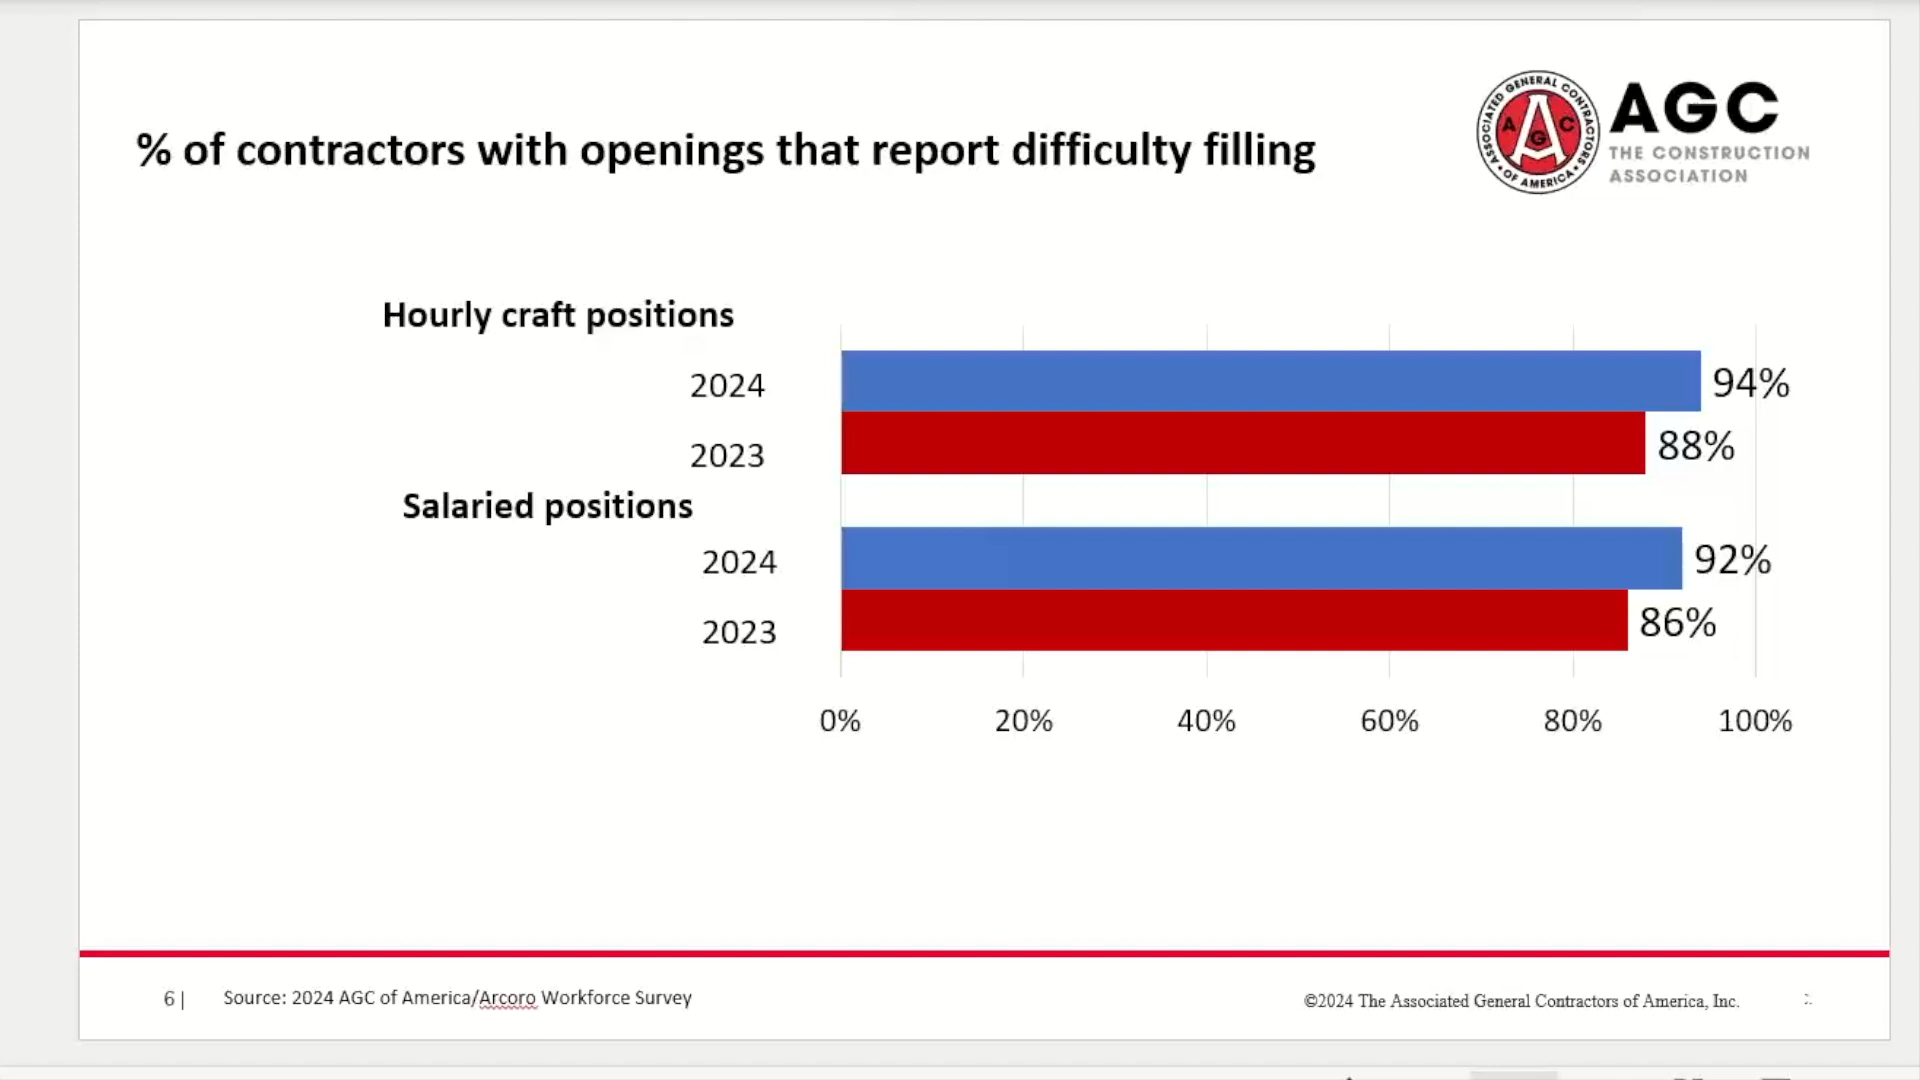 % of contractors with openings that report difficulty filling
ASSOCIATED GENERAL CONTRACTORS
OF AMERICA
A G C
AGC
THE CONSTRUCTION
ASSOCIATION
Hourly craft positions
2024
94%
2023
88%
Salaried positions
2024
92%
2023
86%
0% 20% 40% 60% 80% 100%
6 | Source: 2024 AGC of America/Arcoro Workforce Survey
©2024 The Associated General Contractors of America, Inc.